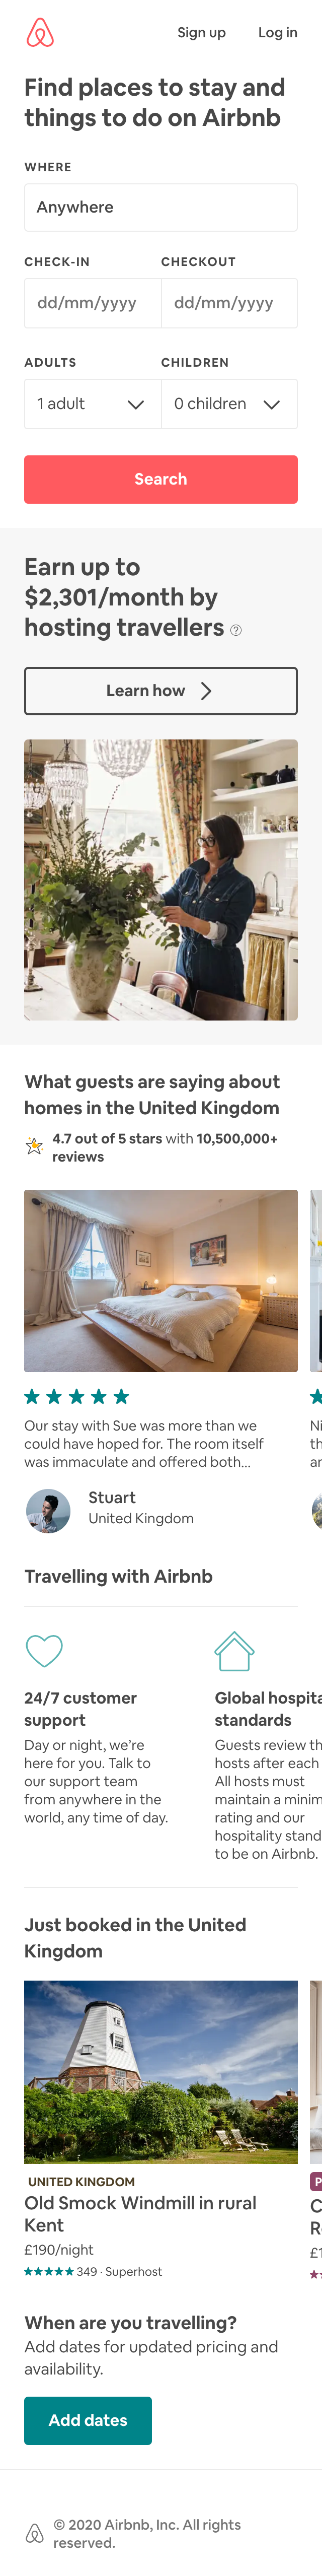 Sign up Log in
Find places to stay and
things to do on Airbnb
WHERE
Anywhere
CHECK-IN CHECKOUT
dd/mm/yyyy dd/mm/yyyy
ADULTS CHILDREN
1 adult 0 children
Search
Earn up to
$2,301/month by
hosting travellers ?
Learn how
What guests are saying about
homes in the United Kingdom
4.7 out of 5 stars with 10,500,000+
reviews
Our stay with Sue was more than we
could have hoped for. The room itself
was immaculate and offered both...
Stuart
United Kingdom
Travelling with Airbnb
24/7 customer
support
Day or night, we're
here for you. Talk to
our support team
from anywhere in the
world, any time of day.
Global
standards
Guests review
hosts after each
All hosts must
maintain a
rating and our
hospitality
to be on Airbnb.
Just booked in the United
Kingdom
UNITED KINGDOM
Old Smock Windmill in rural
Kent
£190/night
349 · Superhost
When are you travelling?
Add dates for updated pricing and
availability.
Add dates
© 2020 Airbnb, Inc. All rights
reserved.